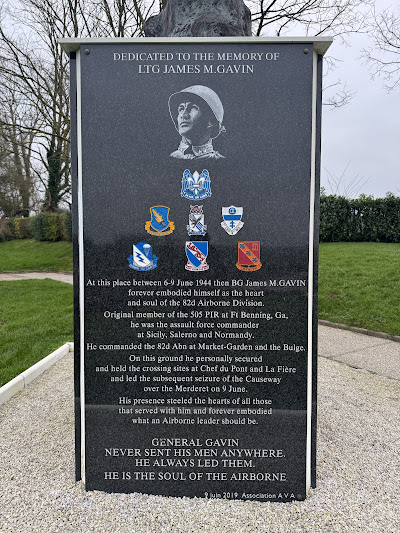 DEDICATED TO THE MEMORY OF
LTG JAMES M.GAVIN
At this place between 6-9 June 1944 then BG James M.GAVIN
forever embodied himself as the heart
and soul of the 82d Airborne Division.
Original member of the 505 PIR at Ft Benning, Ga,
he was the assault force commander
at Sicily, Salerno and Normandy.
He commanded the 82d Abn at Market-Garden and the Bulge.
On this ground he personally secured
and held the crossing sites at Chef du Pont and La Fière
and led the subsequent seizure of the Causeway
over the Merderet on 9 June.
His presence steeled the hearts of all those
that served with him and forever embodied
what an Airborne leader should be.
GENERAL GAVIN
NEVER SENT HIS MEN ANYWHERE.
HE ALWAYS LED THEM.
HE IS THE SOUL OF THE AIRBORNE
9 juin 2019 Association A V A